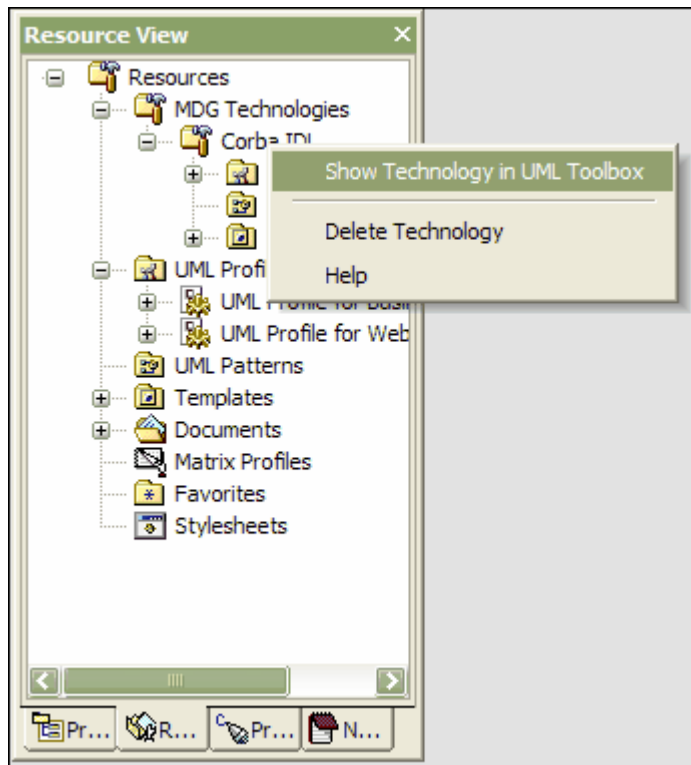 Resource View
Resources
MDG Technologies
Corba IDL
Show Technology in UML Toolbox
Delete Technology
Help
UML Profi
UML Profile for Busi
UML Profile for Web
UML Patterns
Templates
Documents
Matrix Profiles
Favorites
Stylesheets
Pr... R... Pr... N...